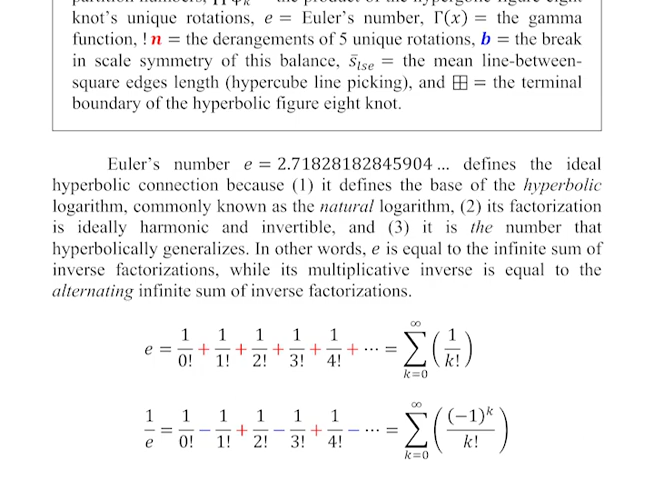 knot's unique rotations, e = Euler's number, Γ(x) = the gamma
function, ! n = the derangements of 5 unique rotations, b = the break
in scale symmetry of this balance, s̄_lse = the mean line-between-
square edges length (hypercube line picking), and ⊞ = the terminal
boundary of the hyperbolic figure eight knot.
Euler's number e = 2.71828182845904 ... defines the ideal
hyperbolic connection because (1) it defines the base of the hyperbolic
logarithm, commonly known as the natural logarithm, (2) its factorization
is ideally harmonic and invertible, and (3) it is the number that
hyperbolically generalizes. In other words, e is equal to the infinite sum of
inverse factorizations, while its multiplicative inverse is equal to the
alternating infinite sum of inverse factorizations.
e = 1/0! + 1/1! + 1/2! + 1/3! + 1/4! + ⋯ = ∑_{k=0}^{∞} (1/k!)
1/e = 1/0! − 1/1! + 1/2! − 1/3! + 1/4! − ⋯ = ∑_{k=0}^{∞} ((−1)^k/k!)